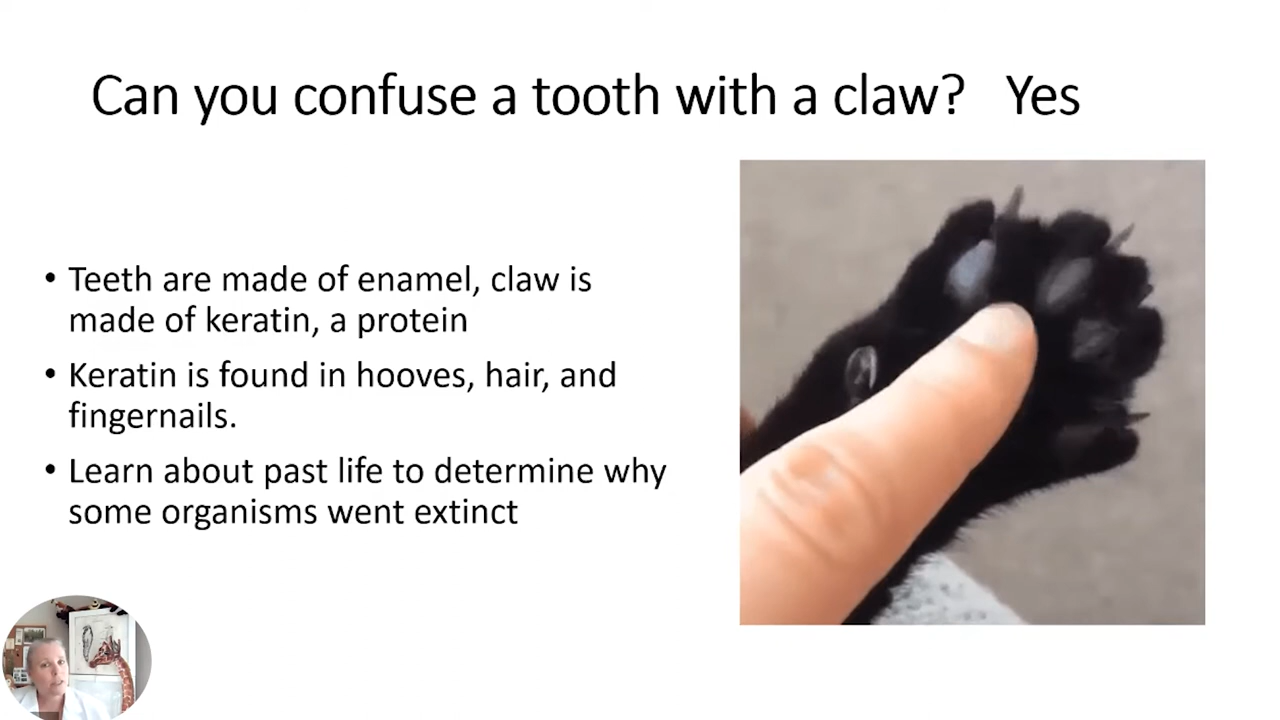 Can you confuse a tooth with a claw? Yes
• Teeth are made of enamel, claw is
made of keratin, a protein
• Keratin is found in hooves, hair, and
fingernails.
• Learn about past life to determine why
some organisms went extinct